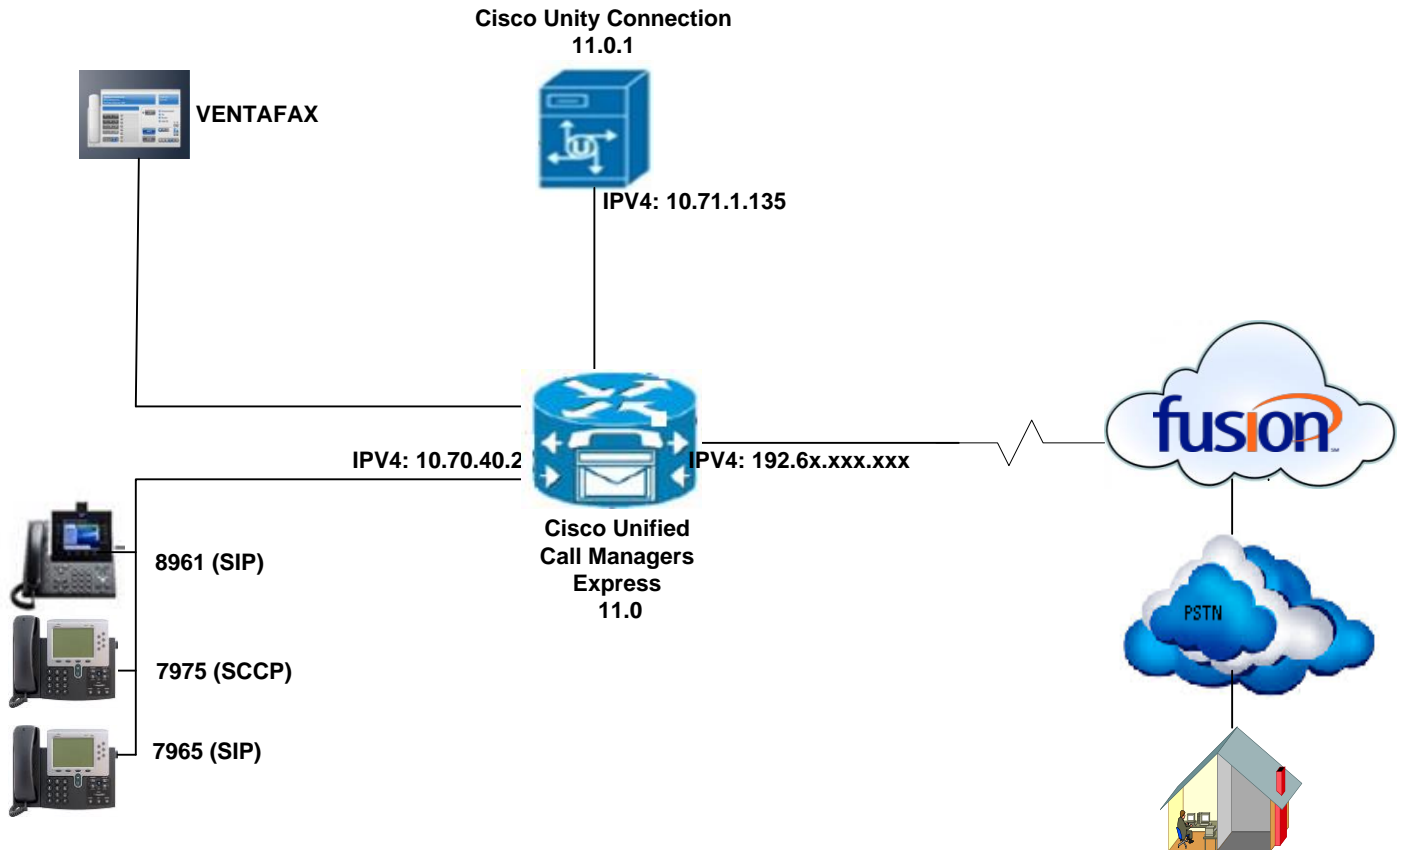 Cisco Unity Connection
11.0.1
VENTAFAX
IPV4: 10.71.1.135
fusion
IPV4: 10.70.40.2
IPV4: 192.6x.xxx.xxx
Cisco Unified
Call Managers
Express
11.0
8961 (SIP)
PSTN
7975 (SCCP)
7965 (SIP)